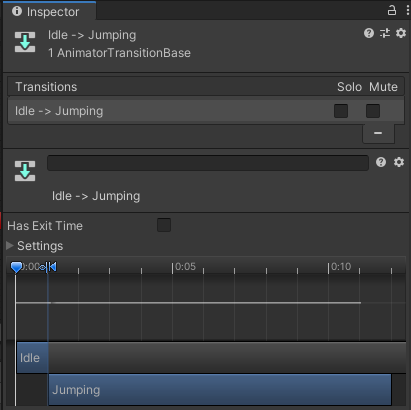 Inspector
Idle -> Jumping
1 AnimatorTransitionBase
Transitions Solo Mute
Idle -> Jumping
Idle -> Jumping
Has Exit Time
Settings
0:00 0:05 0:10
Idle
Jumping